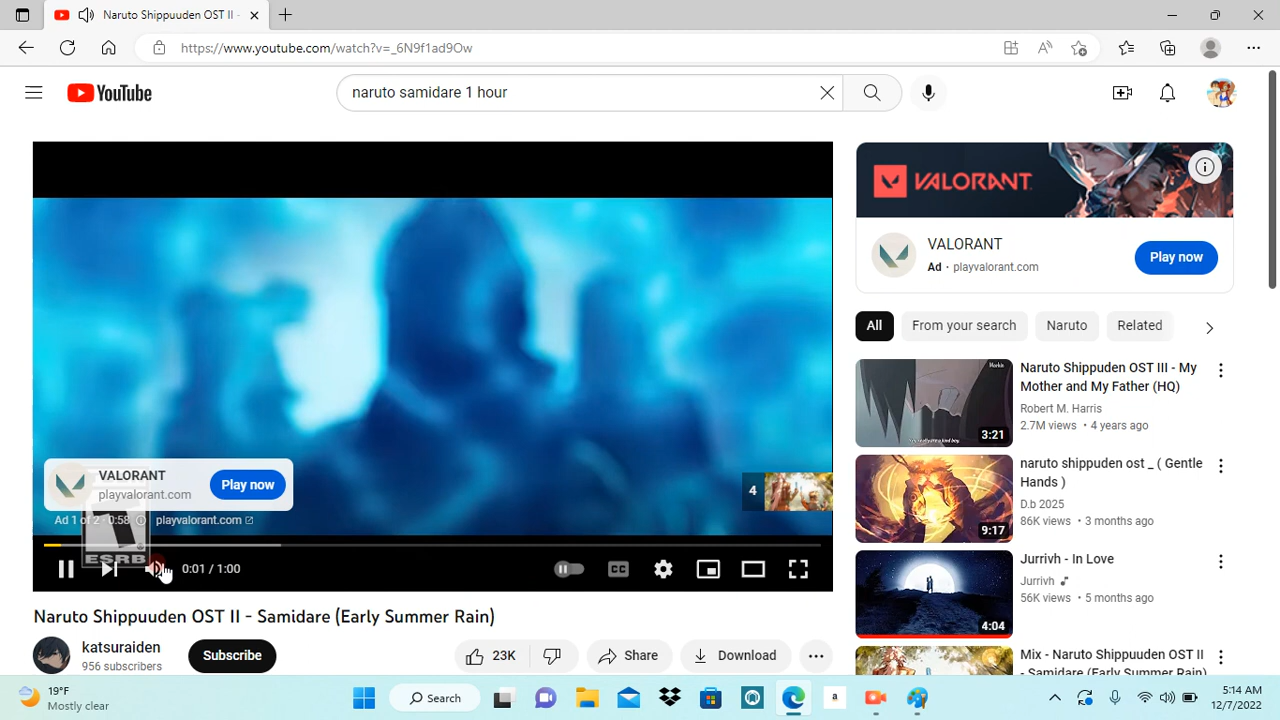 Naruto Shippuuden OST II -
https://www.youtube.com/watch?v=_6N9f1ad9Ow
YouTube
naruto samidare 1 hour
VALORANT
VALORANT
Ad · playvalorant.com
Play now
All
From your search
Naruto
Related
VALORANT
playvalorant.com
Play now
4
Ad 1 of 2 · 0:58
playvalorant.com
ESRB
0:01 / 1:00
CC
Naruto Shippuuden OST II - Samidare (Early Summer Rain)
katsuraiden
956 subscribers
Subscribe
23K
Share
Download
Naruto Shippuden OST III - My
Mother and My Father (HQ)
Robert M. Harris
2.7M views • 4 years ago
3:21
naruto shippuden ost _ ( Gentle
Hands )
D.b 2025
86K views • 3 months ago
9:17
Jurrivh - In Love
Jurrivh
56K views • 5 months ago
4:04
Mix - Naruto Shippuuden OST II
- Samidare (Early Summer Rain)
19°F
Mostly clear
Search
a
5:14 AM
12/7/2022